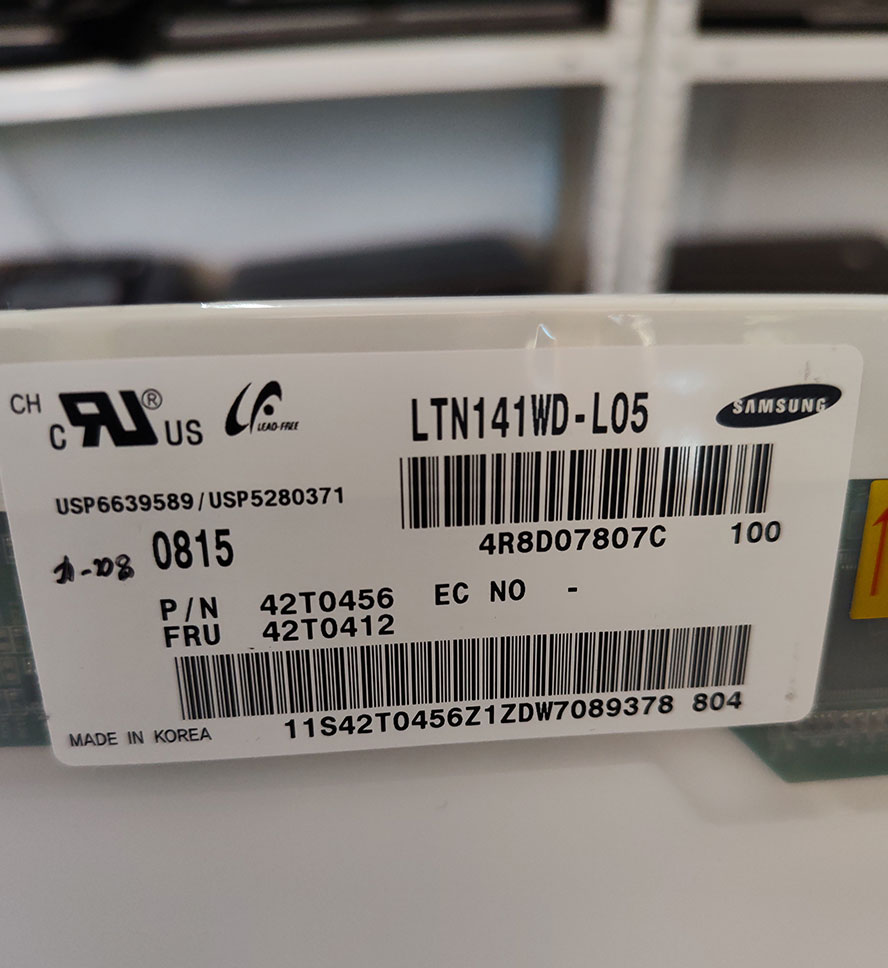 CH
C RU ® US
LEAD-FREE
LTN141WD-L05
SAMSUNG
USP6639589/USP5280371
4R8D07807C 100
0815
P/N 42T0456 EC NO -
FRU 42T0412
11S42T0456Z1ZDW7089378 804
MADE IN KOREA